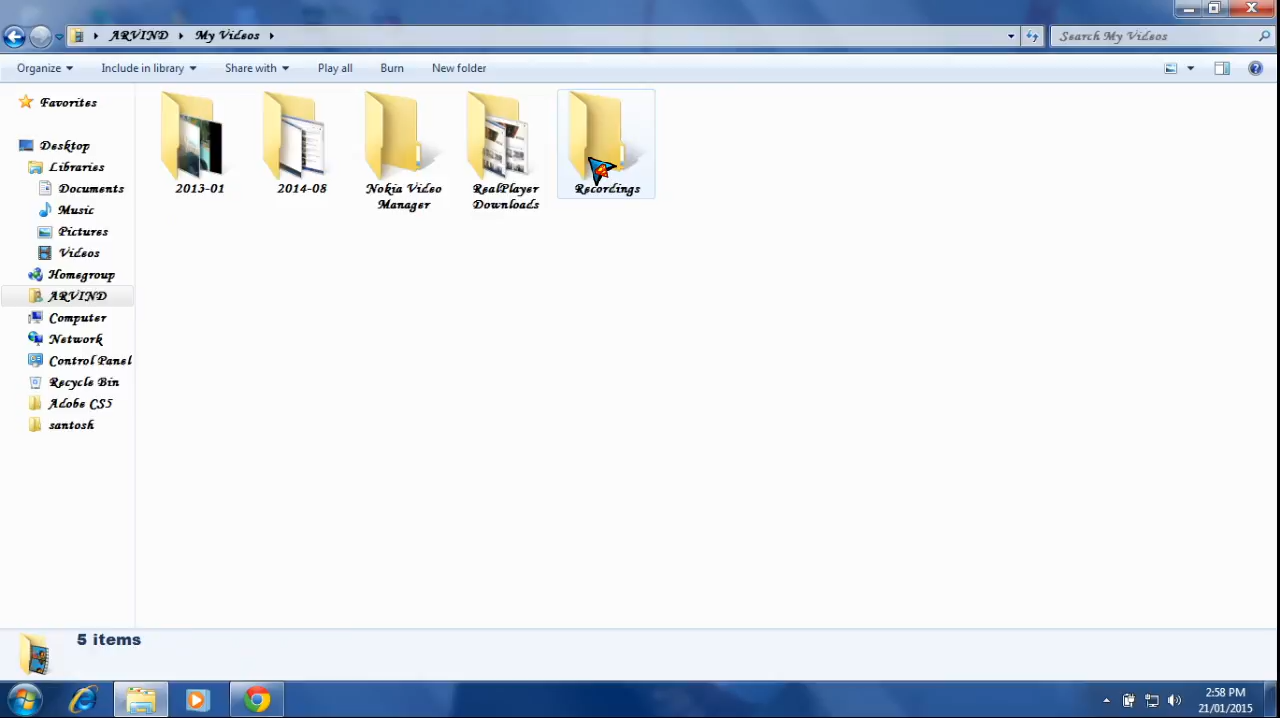 ARVIND My Videos Search My Videos
Organize Include in library Share with Play all Burn New folder
Favorites
Desktop
Libraries
Documents
Music
Pictures
Videos
Homegroup
ARVIND
Computer
Network
Control Panel
Recycle Bin
Adobe CS5
santosh
2013-01
2014-08
Nokia Video
Manager
RealPlayer
Downloads
Recordings
5 items
2:58 PM
21/01/2015